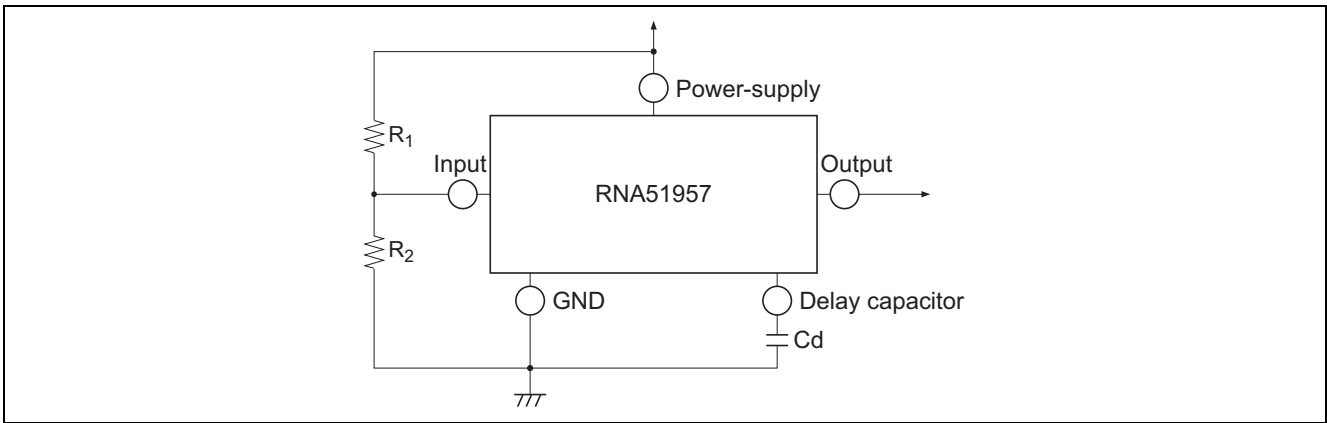 Power-supply
R1
Input
Output
RNA51957
R2
GND
Delay capacitor
Cd